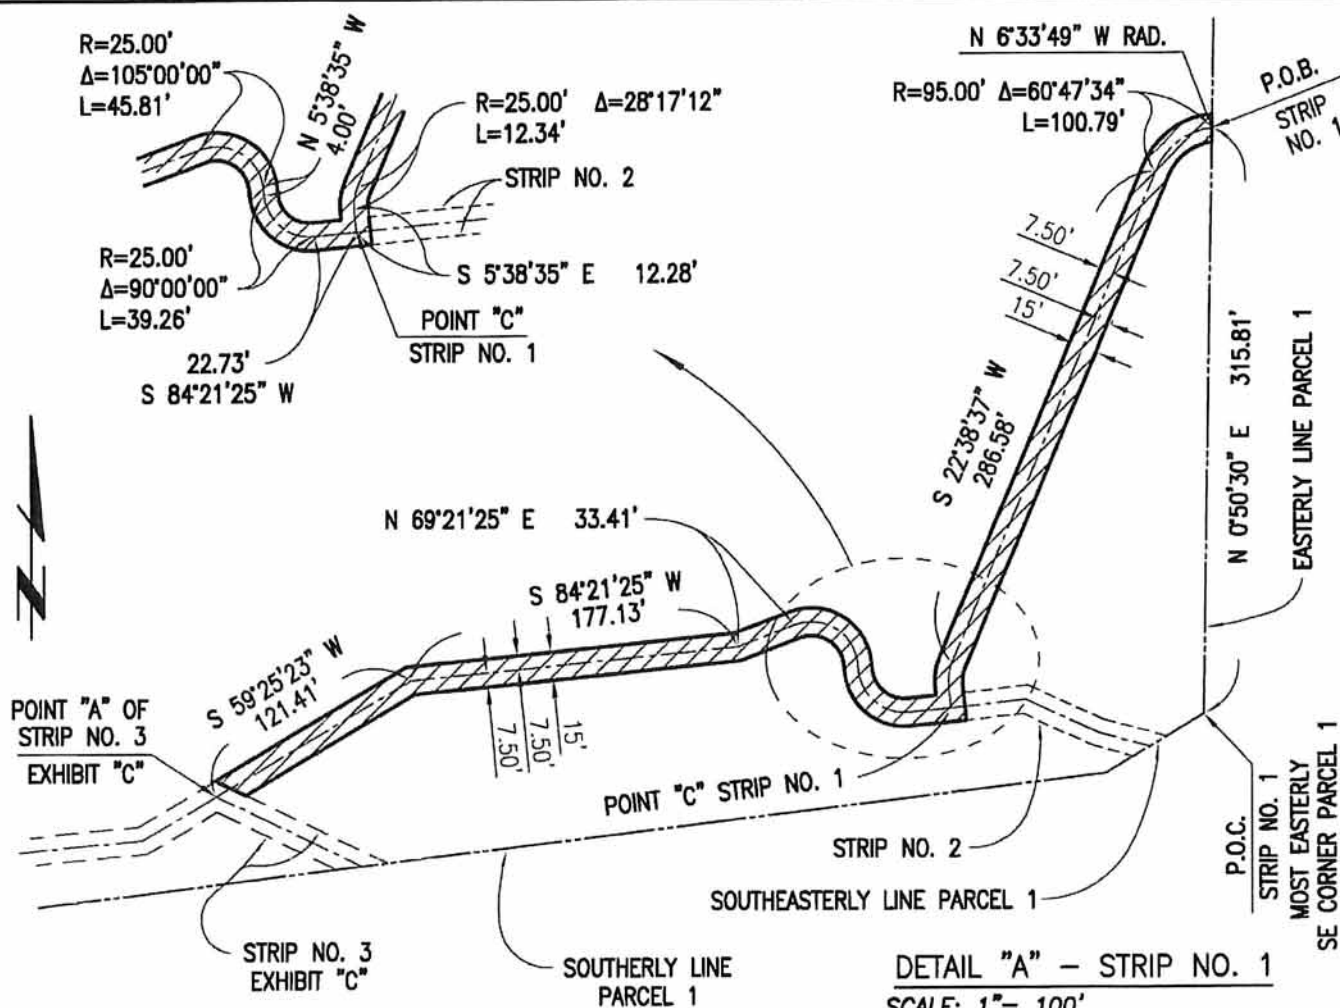 R=25.00'
Δ=105°00'00"
L=45.81'
N 5°38'35" W
4.00'
R=25.00' Δ=28°17'12"
L=12.34'
STRIP NO. 2
S 5°38'35" E 12.28'
R=25.00'
Δ=90°00'00"
L=39.26'
POINT "C"
STRIP NO. 1
22.73'
S 84°21'25" W
N 6°33'49" W RAD.
R=95.00' Δ=60°47'34"
L=100.79'
P.O.B.
STRIP
NO. 1
7.50'
7.50'
15'
S 22°38'37" W
286.58'
N 0°50'30" E 315.81'
EASTERLY LINE PARCEL 1
N
N 69°21'25" E 33.41'
S 84°21'25" W
177.13'
S 59°25'23" W
121.41'
7.50'
7.50'
15'
POINT "A" OF
STRIP NO. 3
EXHIBIT "C"
POINT "C" STRIP NO. 1
STRIP NO. 2
SOUTHEASTERLY LINE PARCEL 1
P.O.C.
STRIP NO. 1
MOST EASTERLY
SE CORNER PARCEL 1
STRIP NO. 3
EXHIBIT "C"
SOUTHERLY LINE
PARCEL 1
DETAIL "A" – STRIP NO. 1
SCALE: 1"= 100'